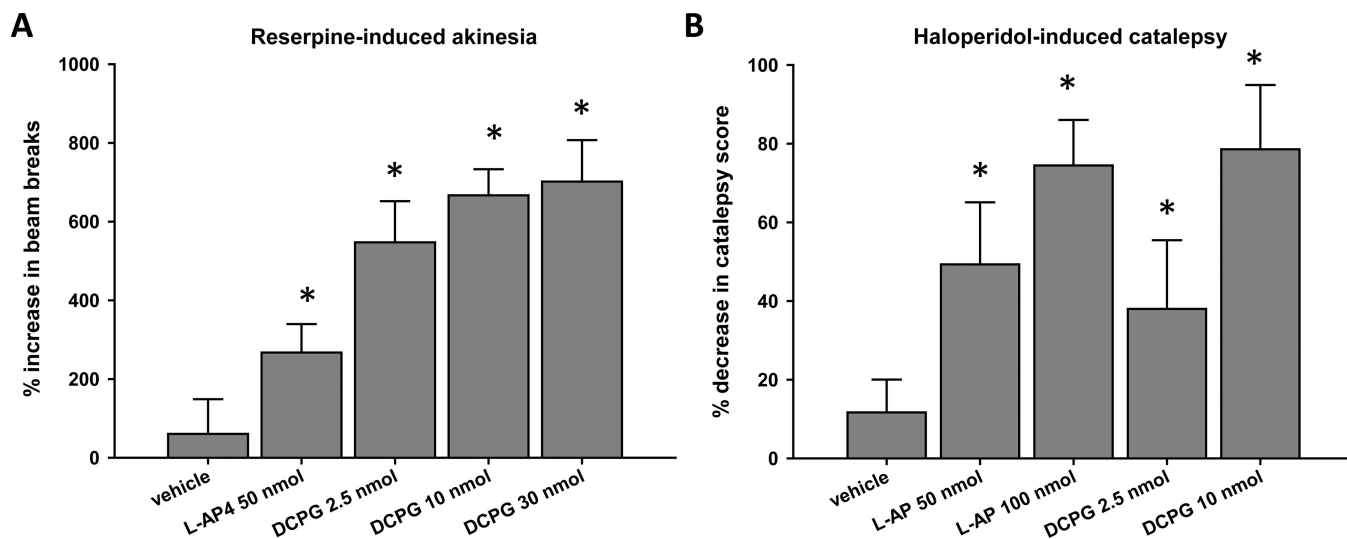 A
Reserpine-induced akinesia
% increase in beam breaks
1000
800
600
400
200
0
*
*
*
*
vehicle
L-AP4 50 nmol
DCPG 2.5 nmol
DCPG 10 nmol
DCPG 30 nmol
B
Haloperidol-induced catalepsy
% decrease in catalepsy score
100
80
60
40
20
0
*
*
*
*
vehicle
L-AP 50 nmol
L-AP 100 nmol
DCPG 2.5 nmol
DCPG 10 nmol